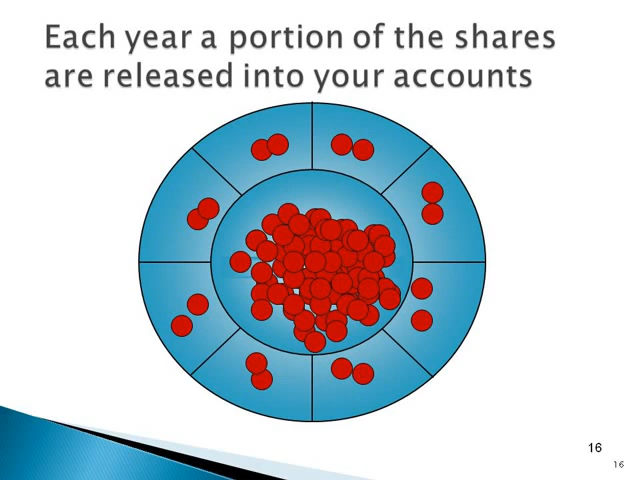 Each year a portion of the shares
are released into your accounts
16
16